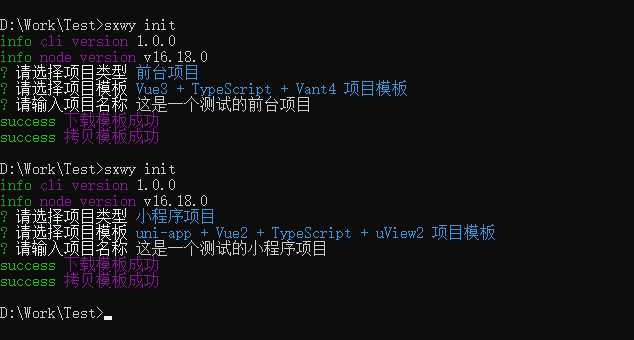 D:\Work\Test>sxwy init
info cli version 1.0.0
info node version v16.18.0
? 请选择项目类型 前台项目
? 请选择项目模板 Vue3 + TypeScript + Vant4 项目模板
? 请输入项目名称 这是一个测试的前台项目
success 下载模板成功
success 拷贝模板成功
D:\Work\Test>sxwy init
info cli version 1.0.0
info node version v16.18.0
? 请选择项目类型 小程序项目
? 请选择项目模板 uni-app + Vue2 + TypeScript + uView2 项目模板
? 请输入项目名称 这是一个测试的小程序项目
success 下载模板成功
success 拷贝模板成功
D:\Work\Test>